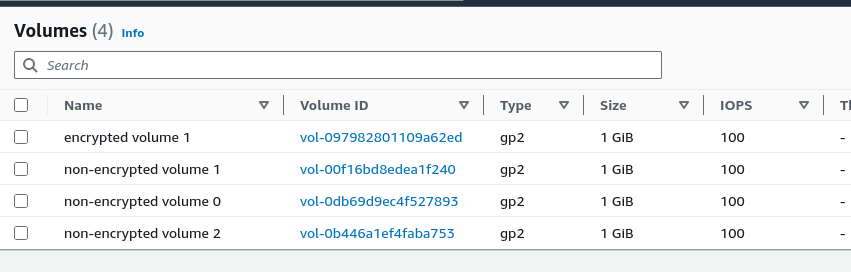 Volumes (4) Info
Search
Name Volume ID Type Size IOPS
encrypted volume 1 vol-097982801109a62ed gp2 1 GiB 100 -
non-encrypted volume 1 vol-00f16bd8edea1f240 gp2 1 GiB 100 -
non-encrypted volume 0 vol-0db69d9ec4f527893 gp2 1 GiB 100 -
non-encrypted volume 2 vol-0b446a1ef4faba753 gp2 1 GiB 100 -